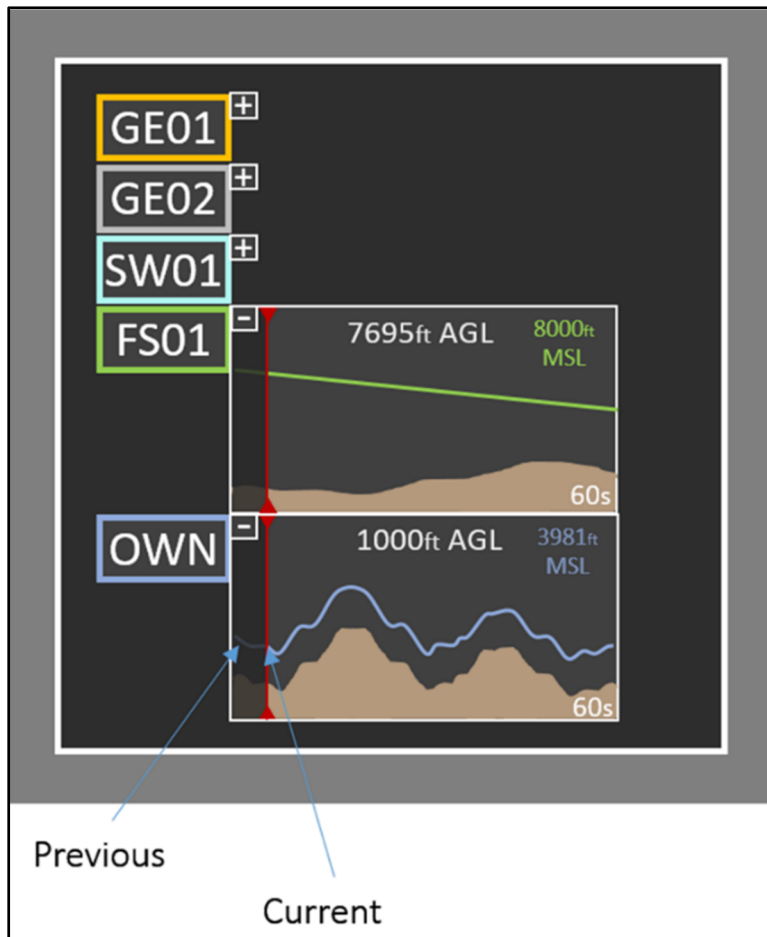 GE01
+
GE02
+
SW01
+
FS01
-
7695ft AGL
8000ft
MSL
60s
OWN
-
1000ft AGL
3981ft
MSL
60s
Previous
Current